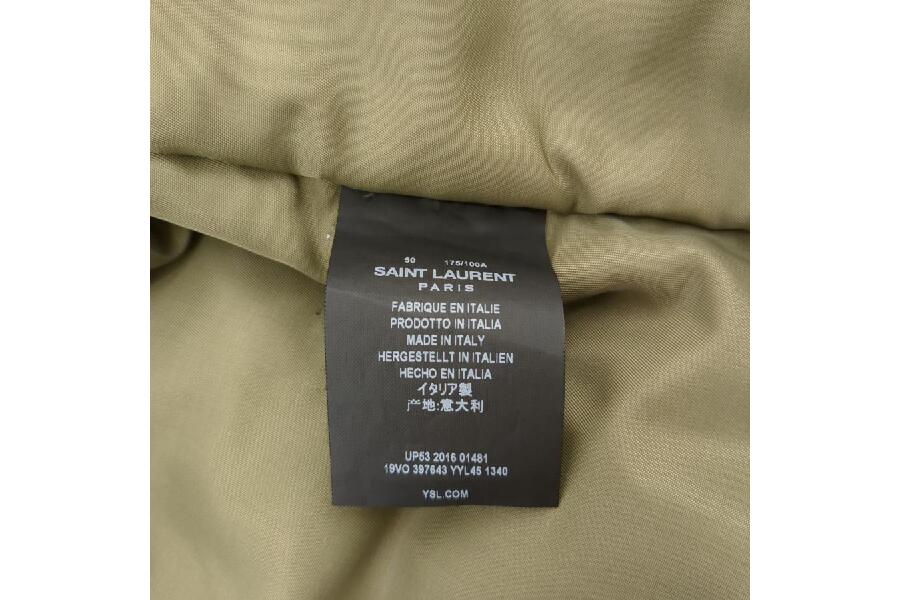 50 175/100A
SAINT LAURENT
PARIS
FABRIQUE EN ITALIE
PRODOTTO IN ITALIA
MADE IN ITALY
HERGESTELLT IN ITALIEN
HECHO EN ITALIA
イタリア製
产地:意大利
UP53 2016 01481
19VO 397643 YYL45 1340
YSL.COM